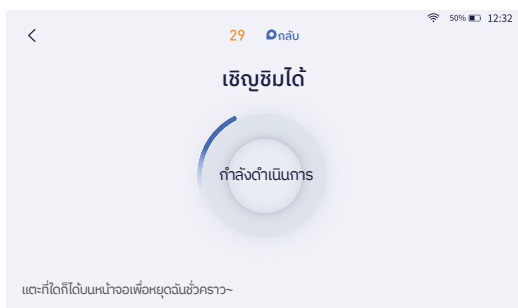 50% 12:32
29 กลับ
เชิญชิมได้
กำลังดำเนินการ
แตะที่ใดก็ได้บนหน้าจอเพื่อหยุดฉันชั่วคราว~